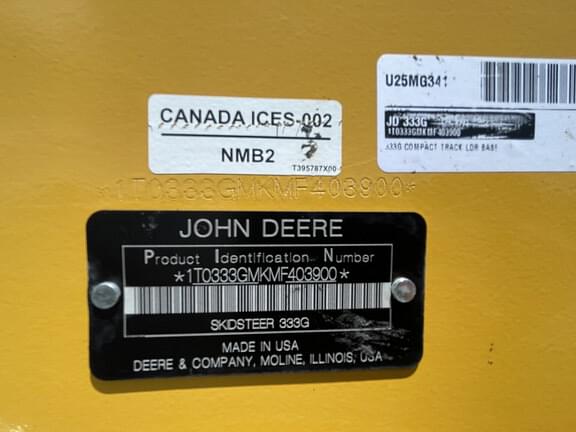 CANADA ICES-002
NMB2
T395787X00
U25MG341
JD 333G
*1T0333GMKMF403900
333G COMPACT TRACK LDR BASE
*1T0333GMKMF403900*
JOHN DEERE
Product Identification Number
*1T0333GMKMF403900*
SKIDSTEER 333G
MADE IN USA
DEERE & COMPANY, MOLINE, ILLINOIS, USA